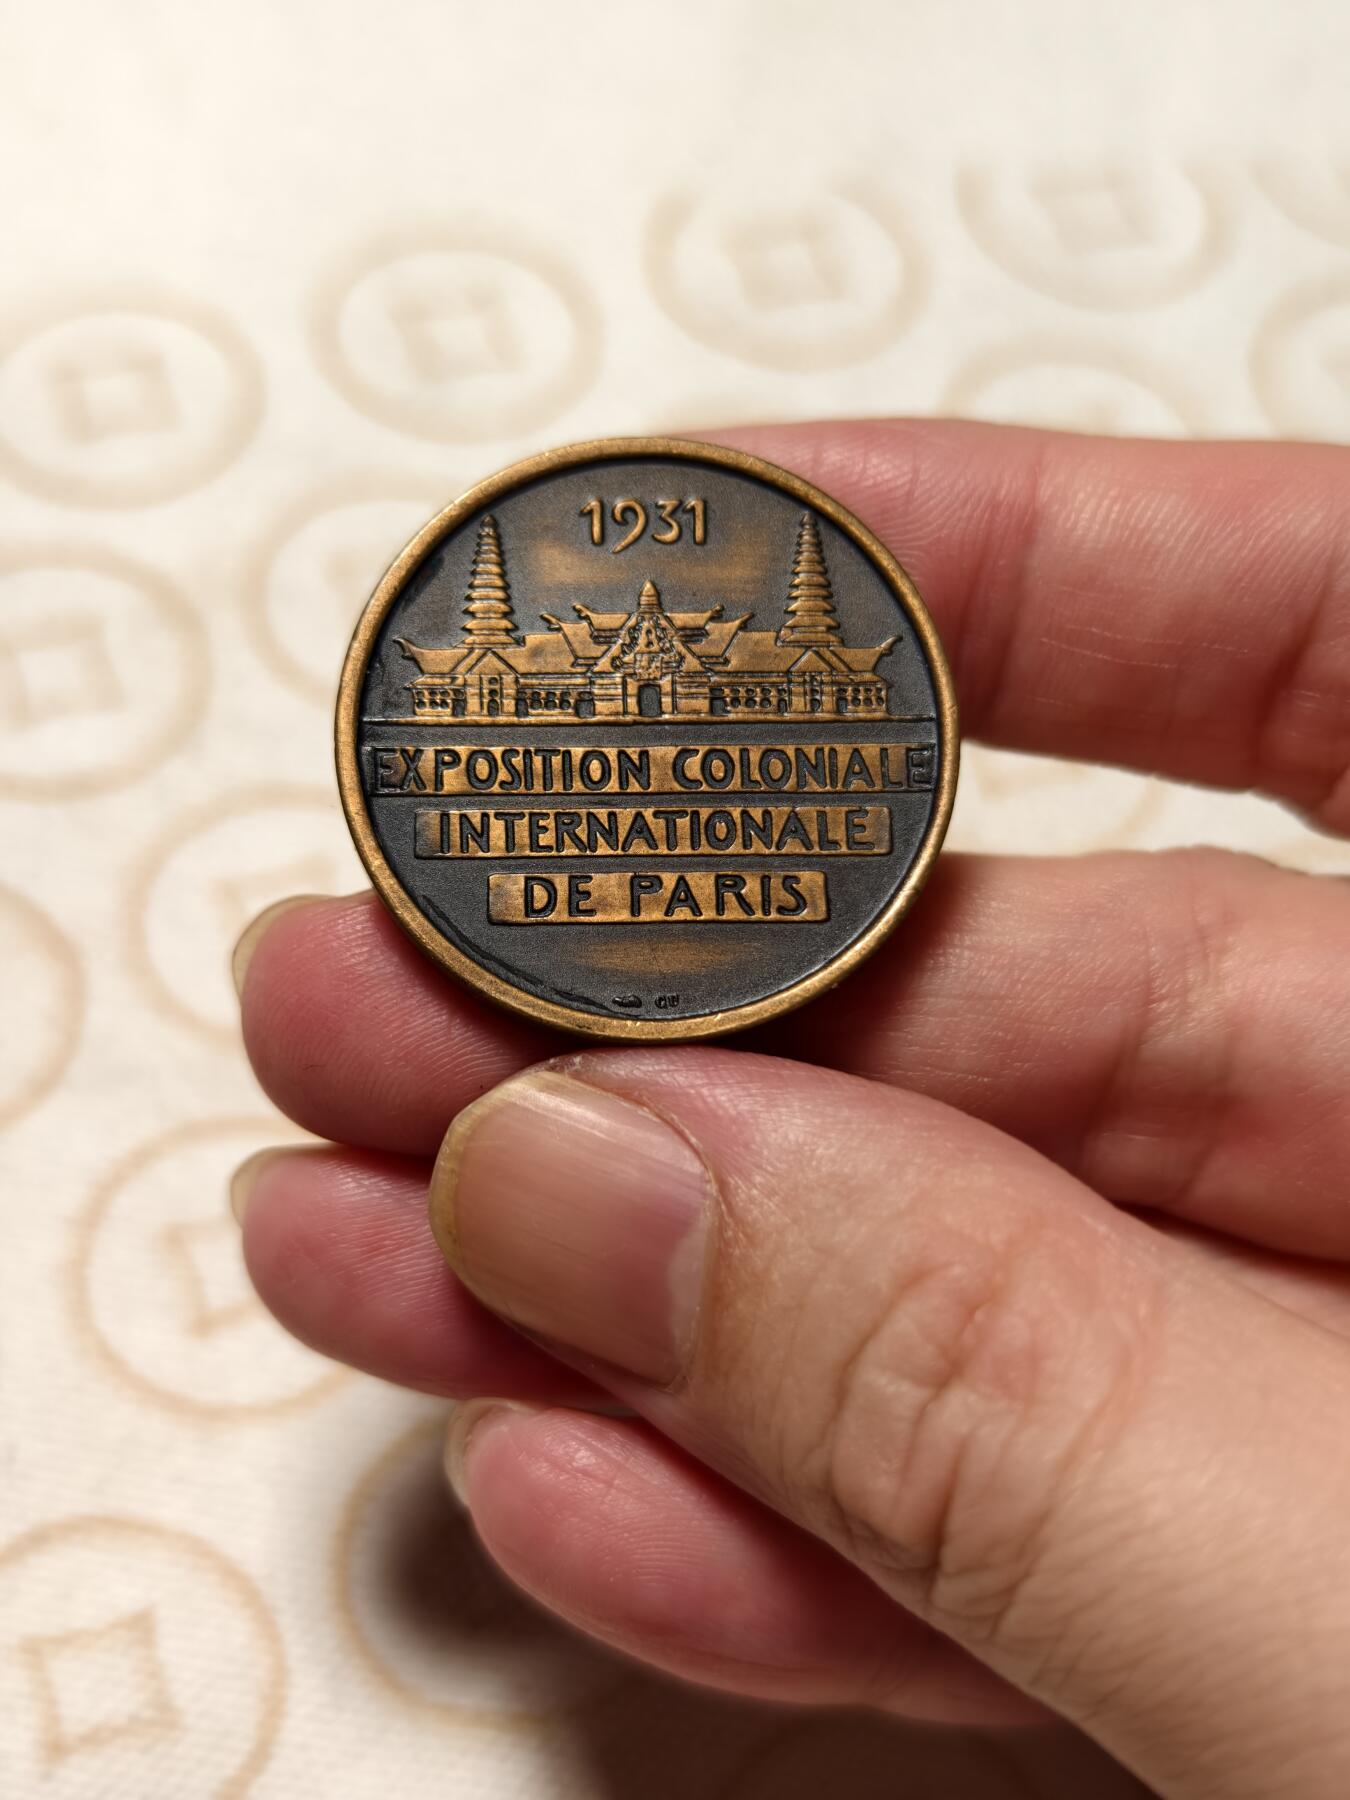 1931
EXPOSITION COLONIALE
INTERNATIONALE
DE PARIS